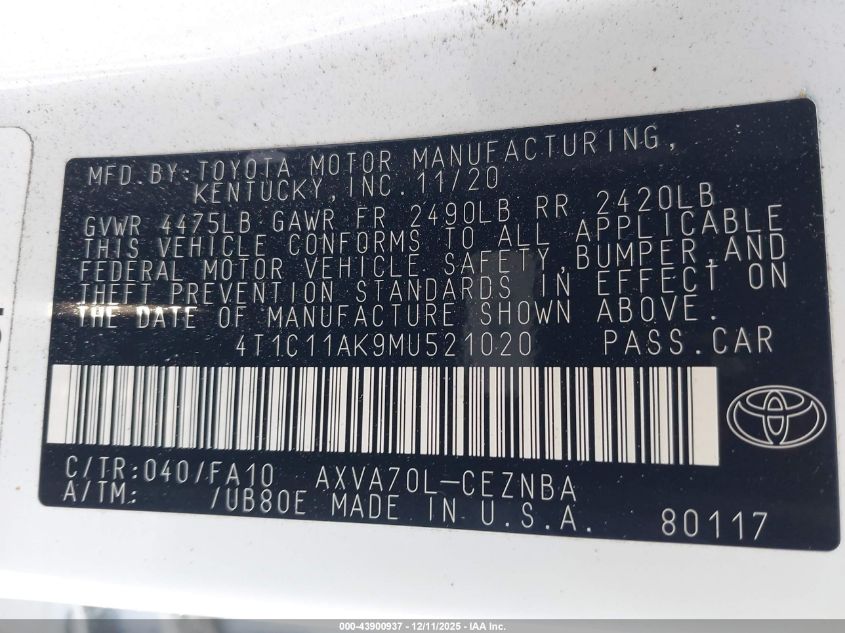 MFD.BY:TOYOTA MOTOR MANUFACTURING,
KENTUCKY,INC. 11/20
GVWR 4475LB GAWR FR 2490LB RR 2420LB
THIS VEHICLE CONFORMS TO ALL APPLICABLE
FEDERAL MOTOR VEHICLE SAFETY,BUMPER,AND
THEFT PREVENTION STANDARDS IN EFFECT ON
THE DATE OF MANUFACTURE SHOWN ABOVE.
4T1C11AK9MU521020 PASS.CAR
C/TR:040/FA10 AXVA70L-CEZNBA
A/TM: /UB80E MADE IN U.S.A. 80117
000-43900937 - 12/11/2025 - IAA Inc.